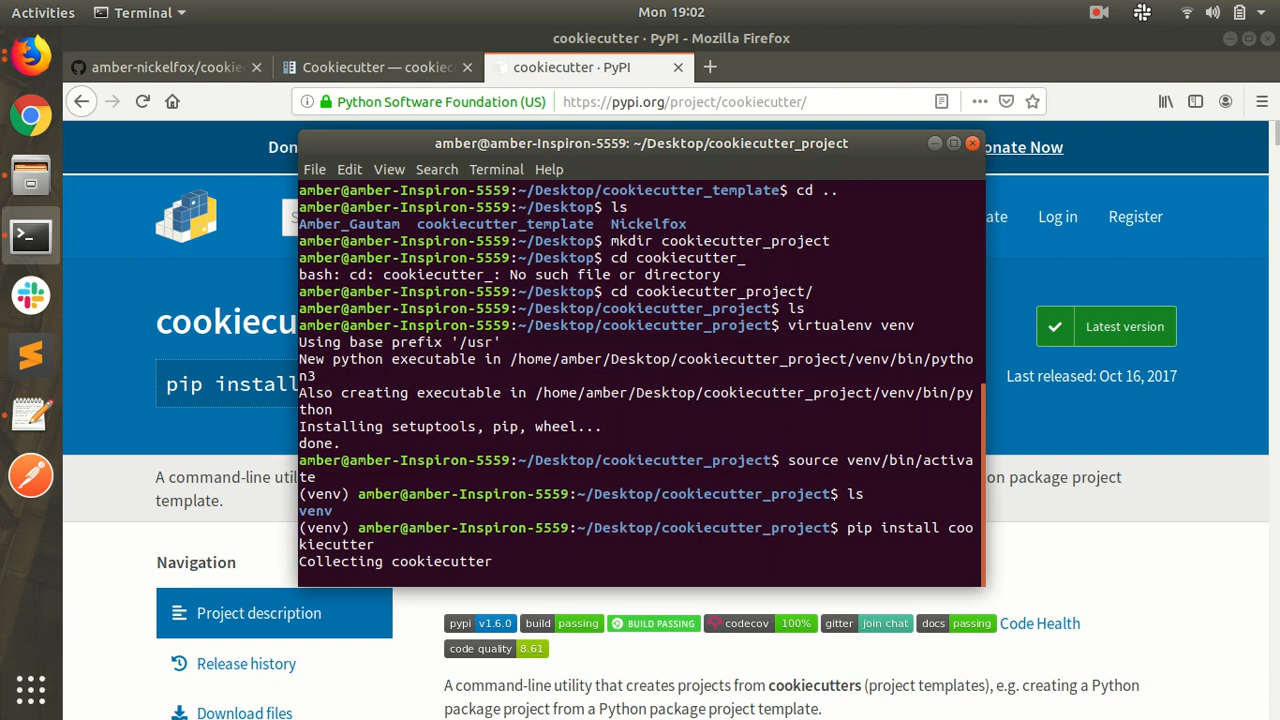 Activities Terminal Mon 19:02
cookiecutter · PyPI - Mozilla Firefox
amber-nickelfox/cookie Cookiecutter — cookiec cookiecutter · PyPI
Python Software Foundation (US) https://pypi.org/project/cookiecutter/
amber@amber-Inspiron-5559: ~/Desktop/cookiecutter_project
Don onate Now
File Edit View Search Terminal Help
amber@amber-Inspiron-5559:~/Desktop/cookiecutter_template$ cd ..
amber@amber-Inspiron-5559:~/Desktop$ ls
Amber_Gautam cookiecutter_template Nickelfox
amber@amber-Inspiron-5559:~/Desktop$ mkdir cookiecutter_project
amber@amber-Inspiron-5559:~/Desktop$ cd cookiecutter_
bash: cd: cookiecutter_: No such file or directory
amber@amber-Inspiron-5559:~/Desktop$ cd cookiecutter_project/
amber@amber-Inspiron-5559:~/Desktop/cookiecutter_project$ ls
amber@amber-Inspiron-5559:~/Desktop/cookiecutter_project$ virtualenv venv
Using base prefix '/usr'
New python executable in /home/amber/Desktop/cookiecutter_project/venv/bin/pytho
n3
Also creating executable in /home/amber/Desktop/cookiecutter_project/venv/bin/py
thon
Installing setuptools, pip, wheel...
done.
amber@amber-Inspiron-5559:~/Desktop/cookiecutter_project$ source venv/bin/activa
te
(venv) amber@amber-Inspiron-5559:~/Desktop/cookiecutter_project$ ls
venv
(venv) amber@amber-Inspiron-5559:~/Desktop/cookiecutter_project$ pip install coo
kiecutter
Collecting cookiecutter
S ate Log in Register
cookiecu
Latest version
pip install
Last released: Oct 16, 2017
A command-line utility tha on package project
template.
Navigation
Project description
Release history
Download files
pypi v1.6.0 build passing BUILD PASSING codecov 100% gitter join chat docs passing Code Health
code quality 8.61
A command-line utility that creates projects from cookiecutters (project templates), e.g. creating a Python
package project from a Python package project template.